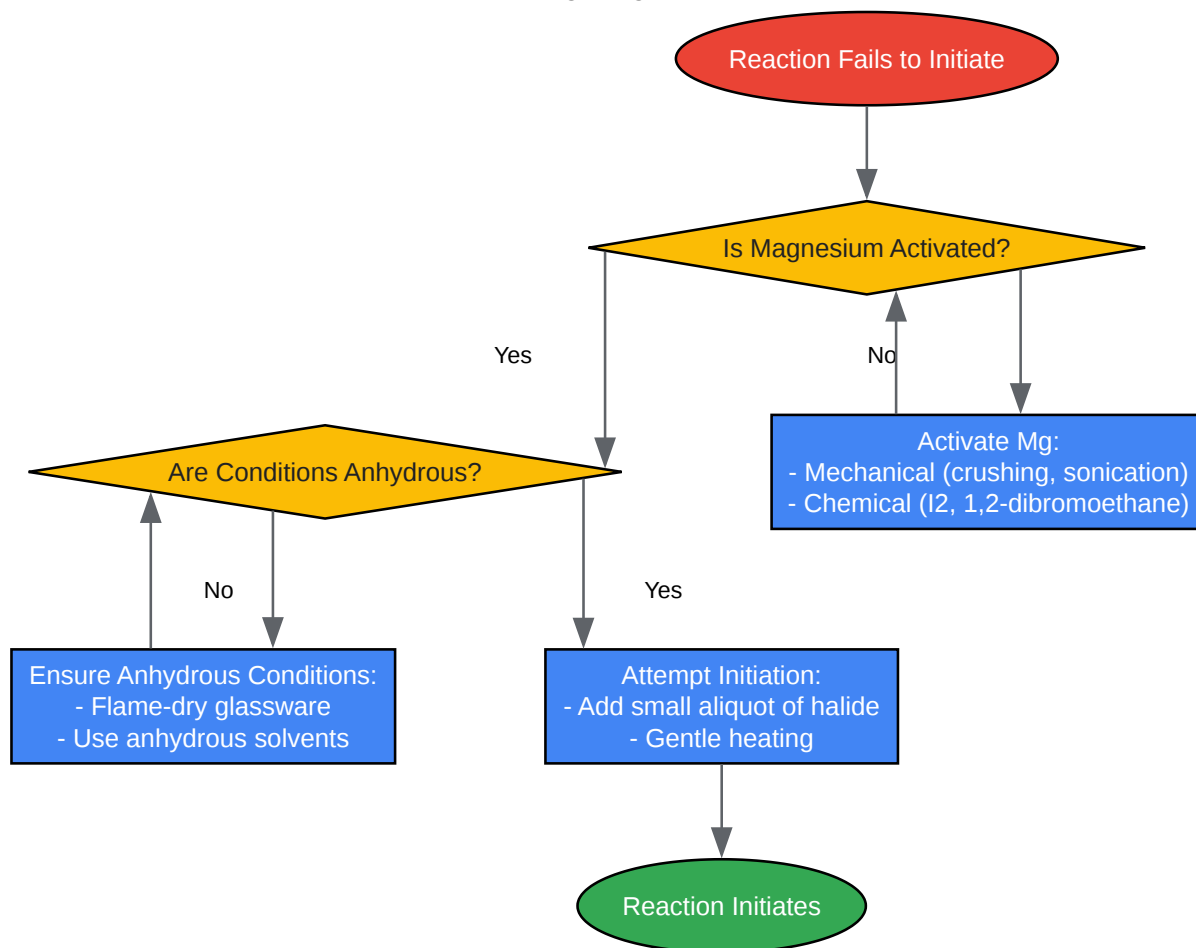 Reaction Fails to Initiate
Is Magnesium Activated?
Yes
No
Activate Mg:
- Mechanical (crushing, sonication)
- Chemical (I2, 1,2-dibromoethane)
Are Conditions Anhydrous?
No
Yes
Ensure Anhydrous Conditions:
- Flame-dry glassware
- Use anhydrous solvents
Attempt Initiation:
- Add small aliquot of halide
- Gentle heating
Reaction Initiates